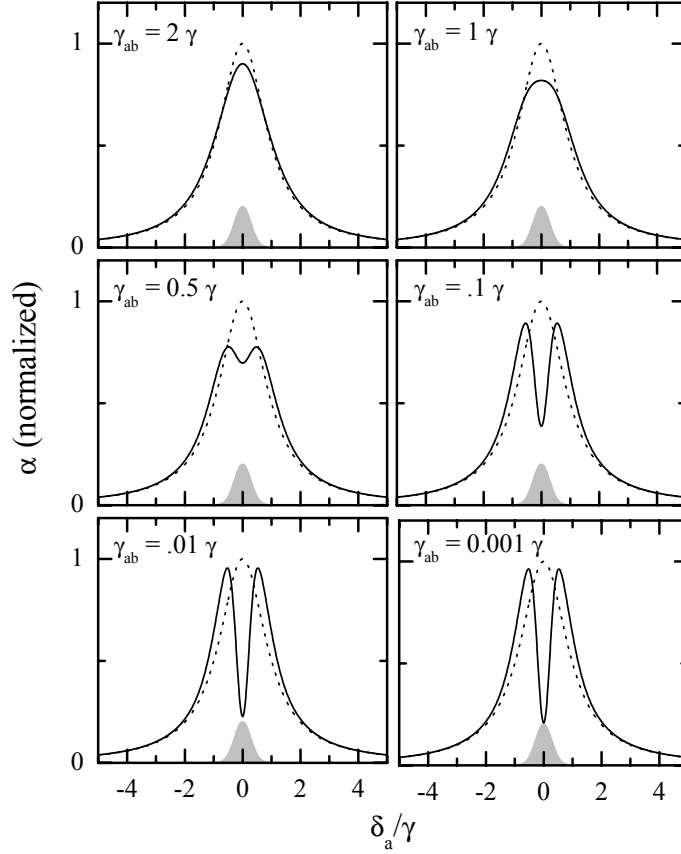 γab = 2 γ
γab = 1 γ
1
0
γab = 0.5 γ
γab = .1 γ
1
0
γab = .01 γ
γab = 0.001 γ
1
0
-4 -2 0 2 4
-4 -2 0 2 4
α (normalized)
δa/γ